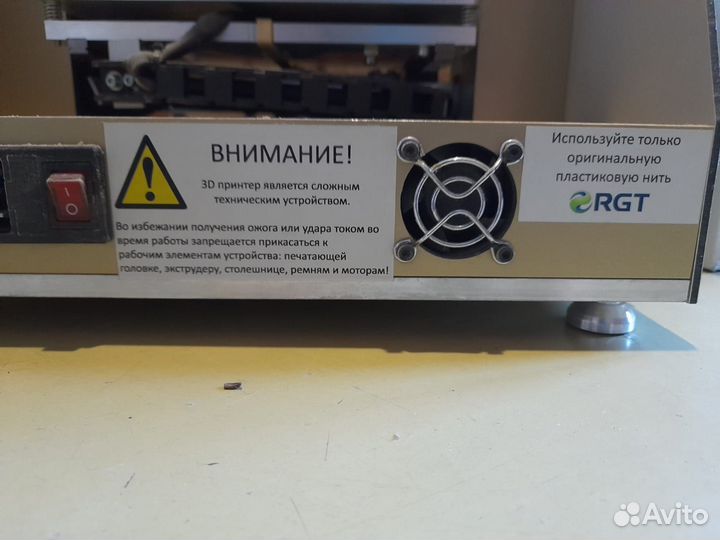 ВНИМАНИЕ!
3D принтер является сложным
техническим устройством.
Во избежании получения ожога или удара током во
время работы запрещается прикасаться к
рабочим элементам устройства: печатающей
головке, экструдеру, столешнице, ремням и моторам!
Используйте только
оригинальную
пластиковую нить
RGT
Avito